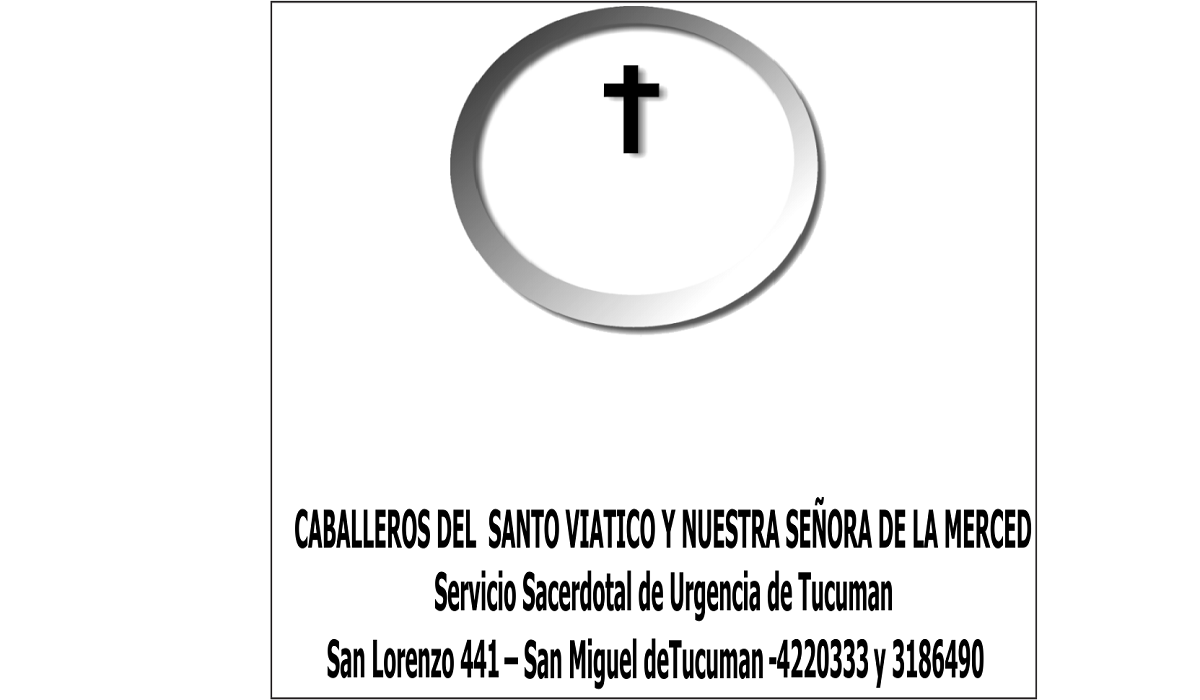 CABALLEROS DEL SANTO VIATICO Y NUESTRA SEÑORA DE LA MERCED
Servicio Sacerdotal de Urgencia de Tucuman
San Lorenzo 441 – San Miguel deTucuman -4220333 y 3186490